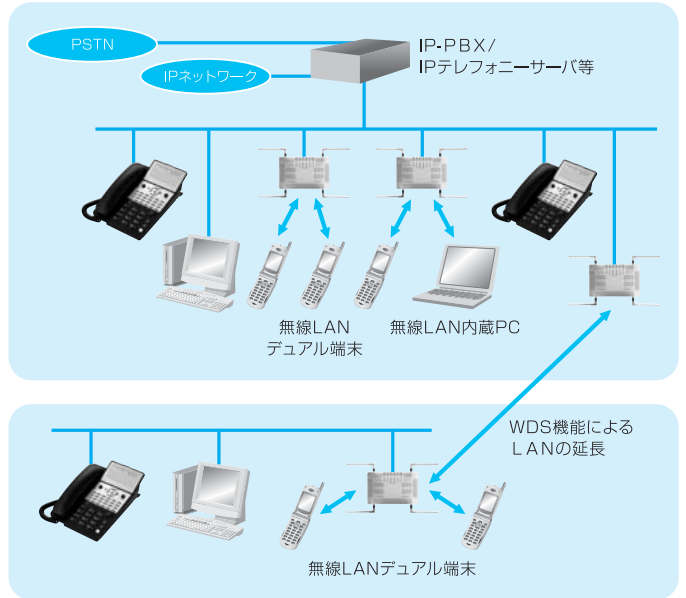 PSTN
IPネットワーク
IP-PBX/
IPテレフォニーサーバ等
無線LAN
デュアル端末
無線LAN内蔵PC
WDS機能による
LANの延長
無線LANデュアル端末